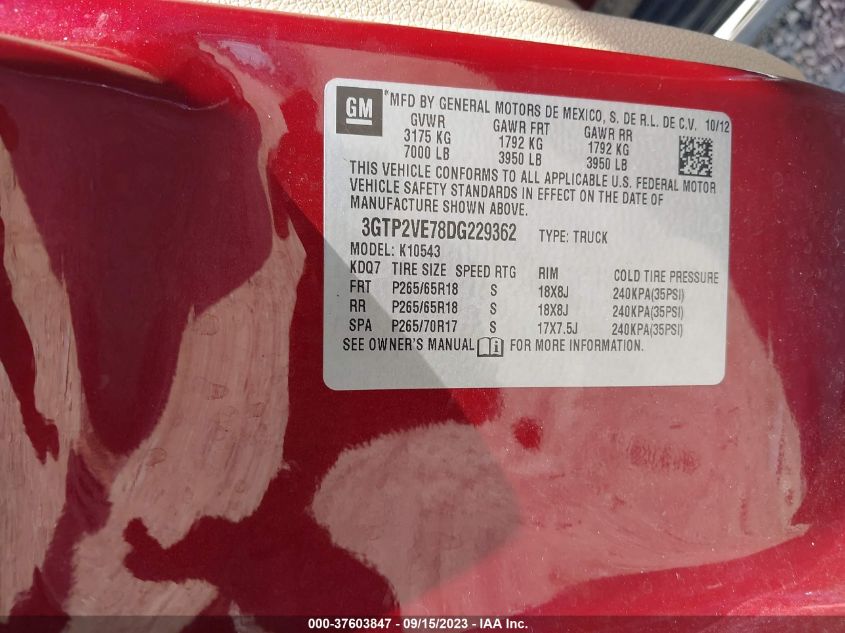 GM *MFD BY GENERAL MOTORS DE MEXICO, S. DE R.L. DE C.V. 10/12
GVWR GAWR FRT GAWR RR
3175 KG 1792 KG 1792 KG
7000 LB 3950 LB 3950 LB
THIS VEHICLE CONFORMS TO ALL APPLICABLE U.S. FEDERAL MOTOR
VEHICLE SAFETY STANDARDS IN EFFECT ON THE DATE OF
MANUFACTURE SHOWN ABOVE.
3GTP2VE78DG229362 TYPE: TRUCK
MODEL: K10543
KDQ7 TIRE SIZE SPEED RTG RIM COLD TIRE PRESSURE
FRT P265/65R18 S 18X8J 240KPA(35PSI)
RR P265/65R18 S 18X8J 240KPA(35PSI)
SPA P265/70R17 S 17X7.5J 240KPA(35PSI)
SEE OWNER'S MANUAL FOR MORE INFORMATION.
000-37603847 - 09/15/2023 - IAA Inc.